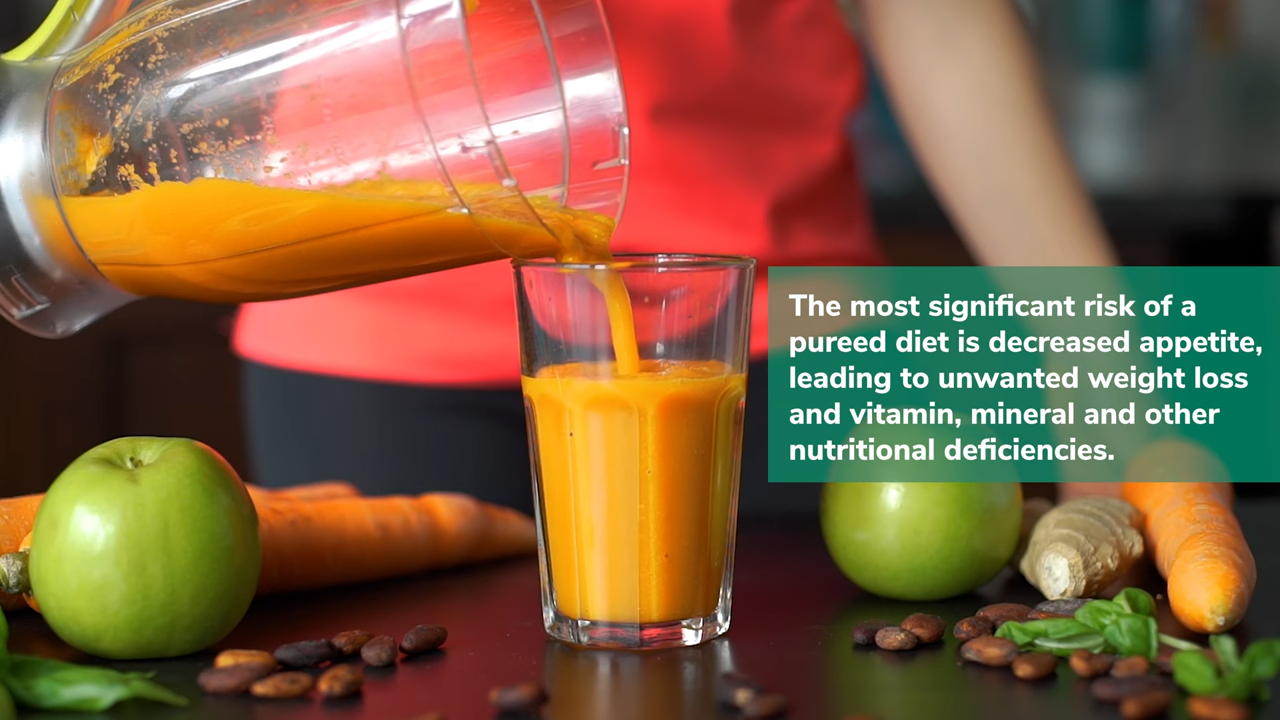 The most significant risk of a
pureed diet is decreased appetite,
leading to unwanted weight loss
and vitamin, mineral and other
nutritional deficiencies.